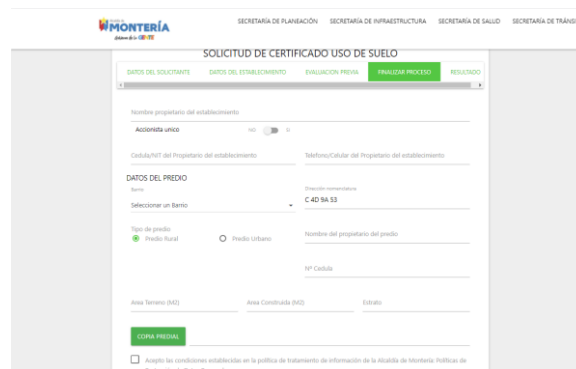 MONTERÍA
SECRETARÍA DE PLANEACIÓN SECRETARÍA DE INFRAESTRUCTURA SECRETARÍA DE SALUD SECRETARÍA DE TRÁNSI
SOLICITUD DE CERTIFICADO USO DE SUELO
DATOS DEL SOLICITANTE DATOS DEL ESTABLECIMIENTO EVALUACION PREVIA FINALIZAR PROCESO RESULTADO
Nombre propietario del establecimiento
Accionista unico NO SI
Cedula/NIT del Propietario del establecimiento Telefono/Celular del Propietario del establecimiento
DATOS DEL PREDIO
Barrio Dirección nomenclatura
Seleccionar un Barrio C 4D 9A 53
Tipo de predio
Predio Rural Predio Urbano Nombre del propietario del predio
Nº Cedula
Area Terreno (M2) Area Construida (M2) Estrato
COPIA PREDIAL
Acepto las condiciones establecidas en la política de tratamiento de información de la Alcaldía de Montería: Políticas de